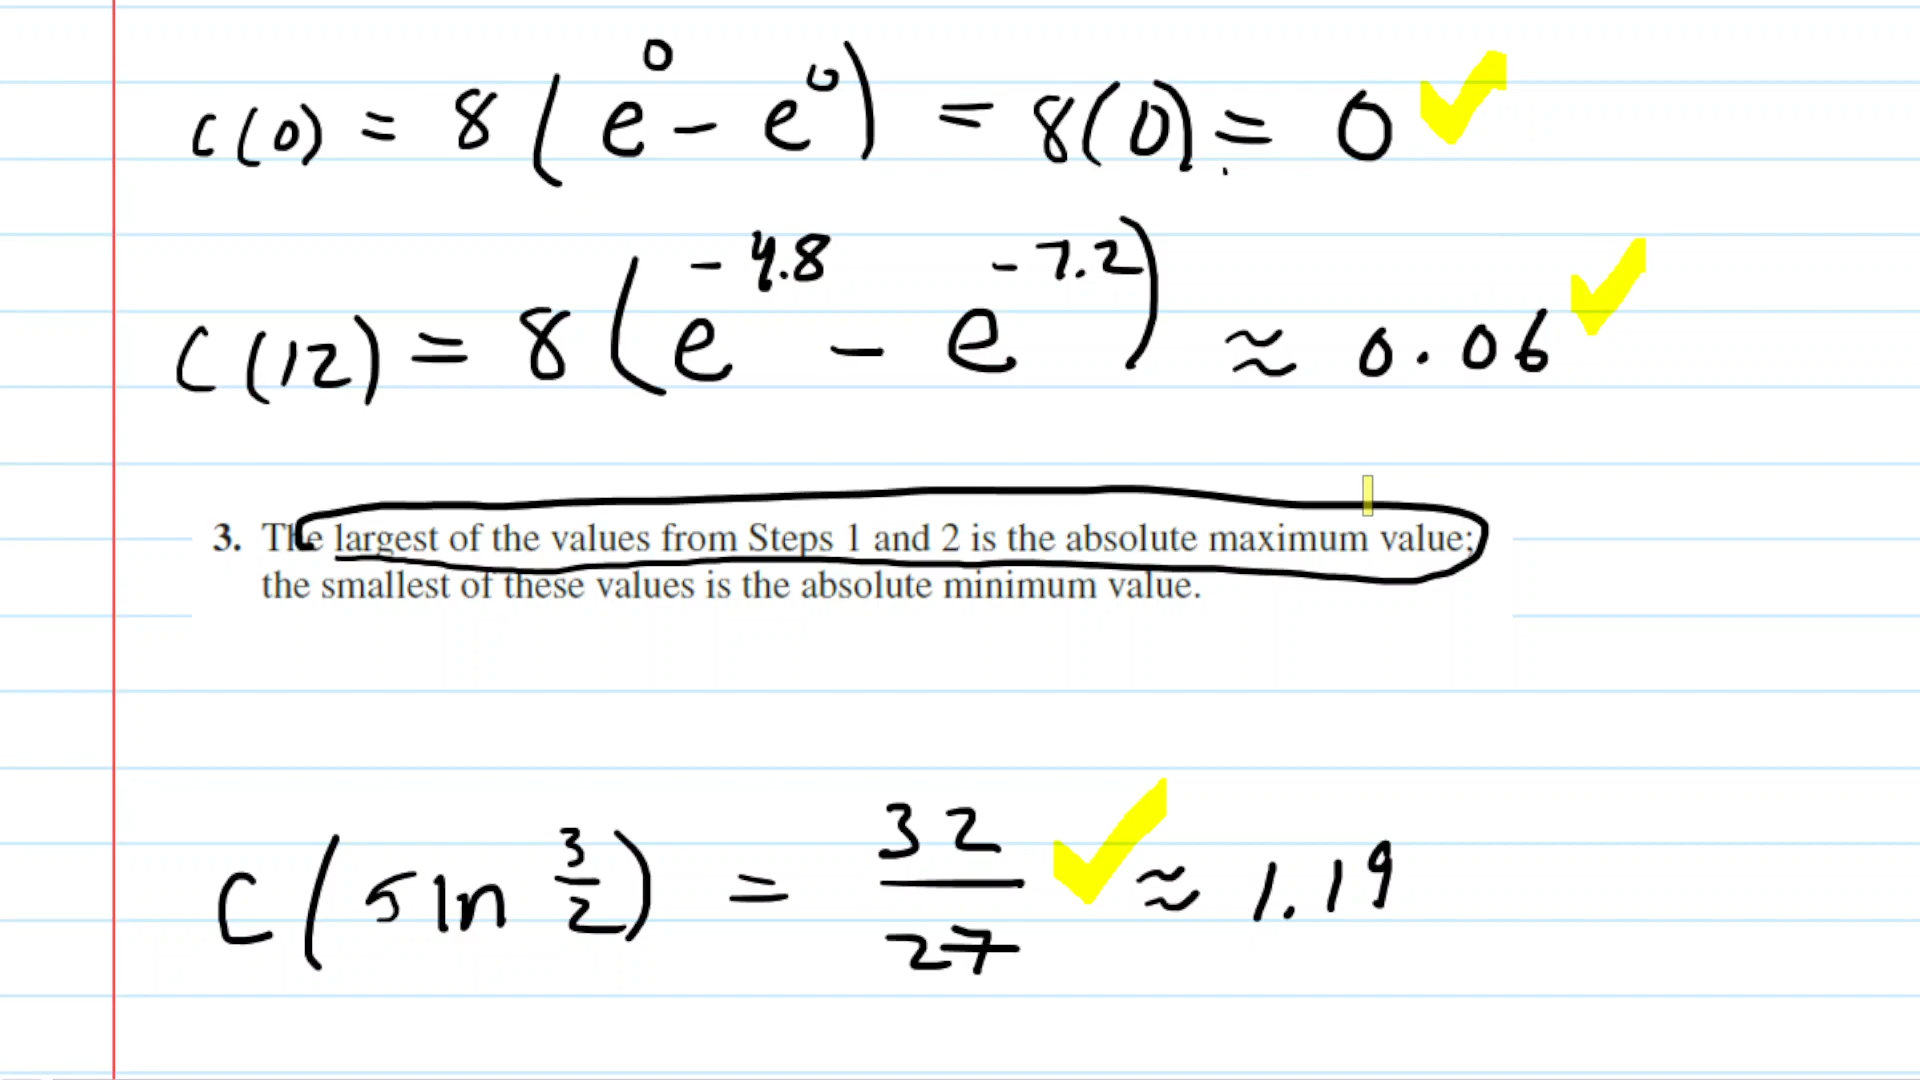 c(0) = 8(e⁰ - e⁰) = 8(0) = 0
C(12) = 8(e^-4.8 - e^-7.2) ≈ 0.06
3. The largest of the values from Steps 1 and 2 is the absolute maximum value;
the smallest of these values is the absolute minimum value.
C(5 ln 3/2) = 32/27 ≈ 1.19